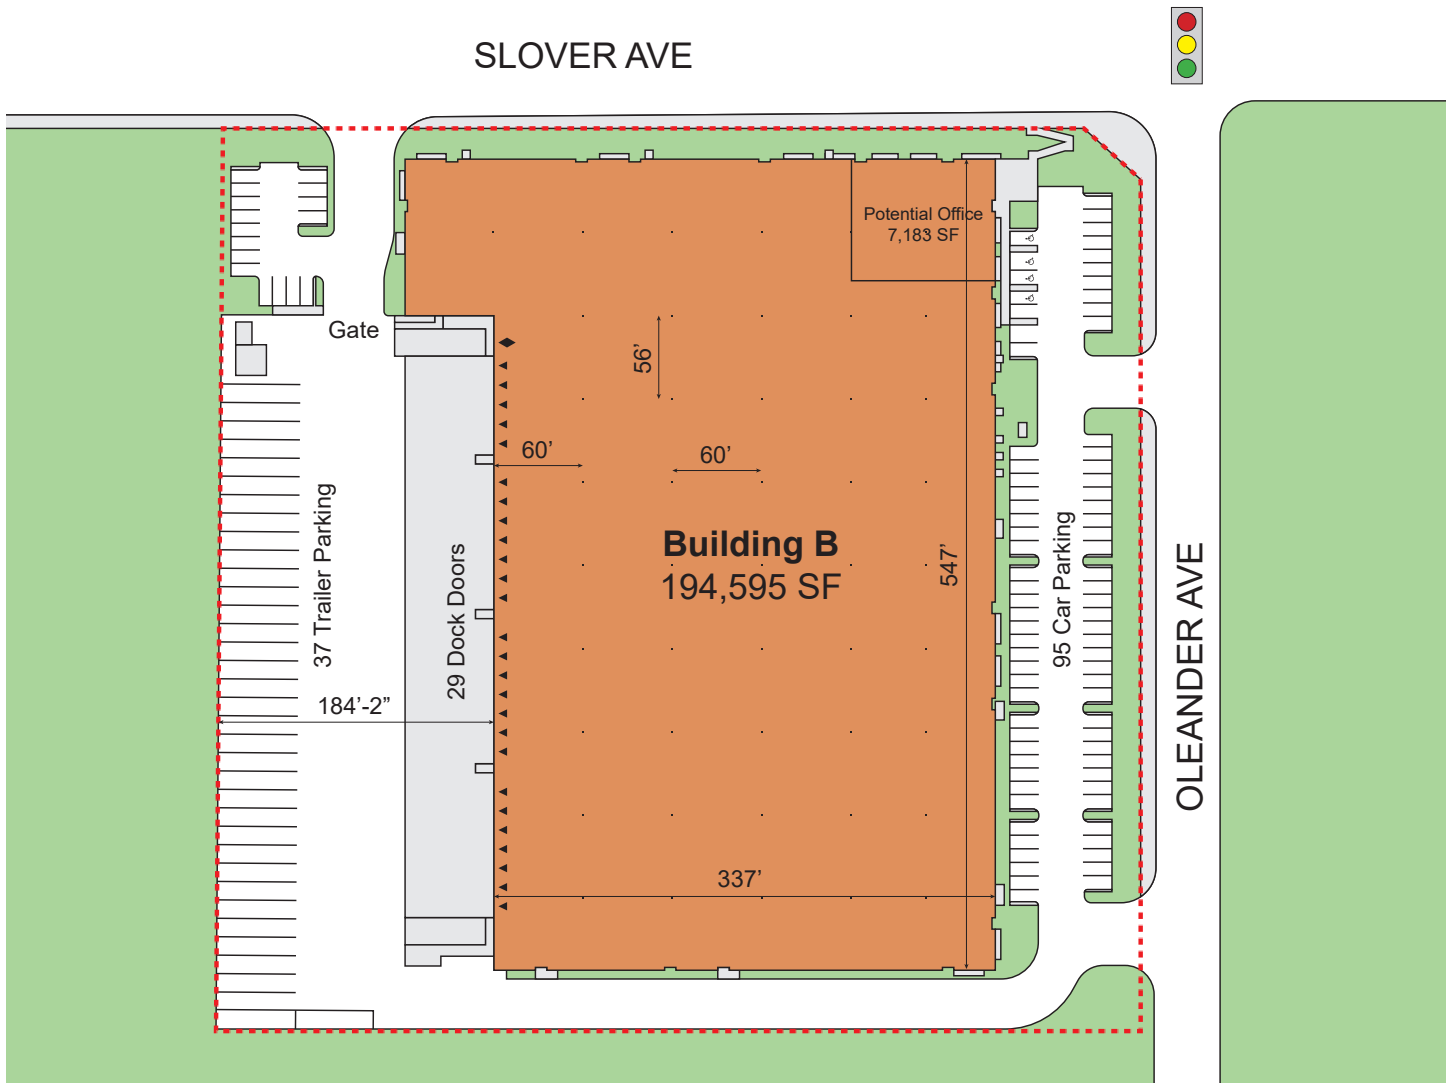 SLOVER AVE
Potential Office
7,183 SF
Gate
56’
60’
60’
Building B
194,595 SF
547’
37 Trailer Parking
29 Dock Doors
95 Car Parking
OLEANDER AVE
184’-2”
337’